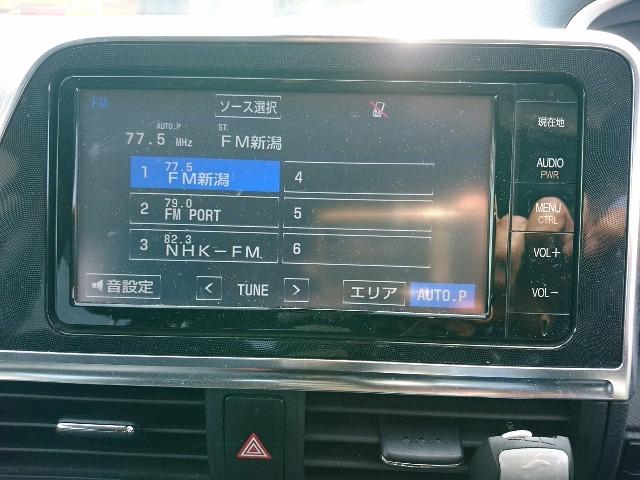 FM ソース選択
AUTO.P ST.
77.5 MHz FM新潟
1 77.5 FM新潟
4
2 79.0 FM PORT
5
3 82.3 NHK-FM、
6
音設定 < TUNE > エリア AUTO.P
現在地
AUDIO
PWR
MENU
CTRL
VOL+
VOL-